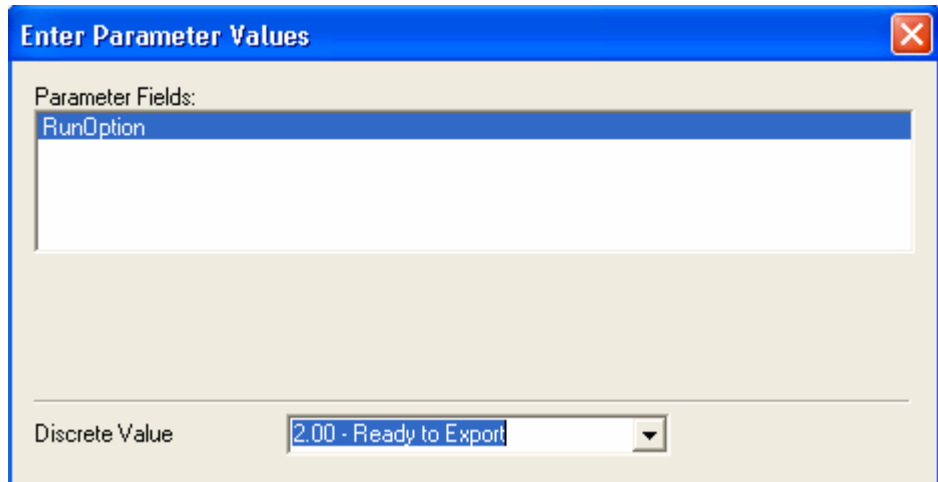 Enter Parameter Values
Parameter Fields:
RunOption
Discrete Value 2.00 - Ready to Export